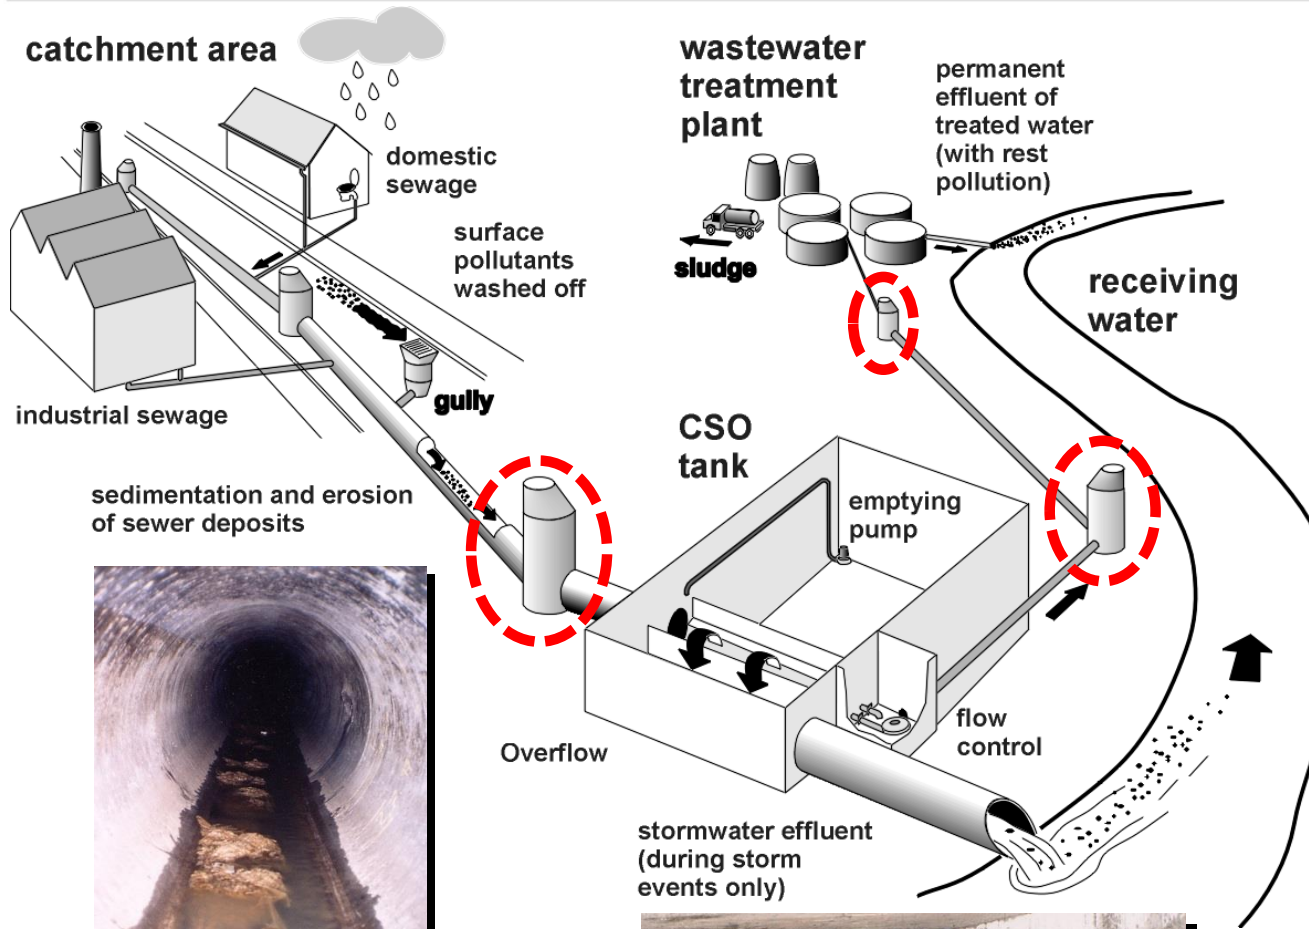 catchment area
domestic
sewage
surface
pollutants
washed off
gully
industrial sewage
sedimentation and erosion
of sewer deposits
wastewater
treatment
plant
permanent
effluent of
treated water
(with rest
pollution)
sludge
receiving
water
CSO
tank
emptying
pump
flow
control
Overflow
stormwater effluent
(during storm
events only)